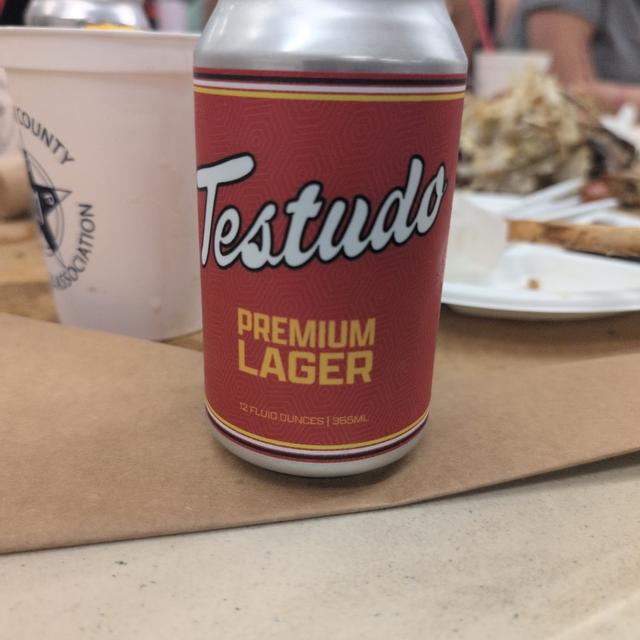 COUNTY
ASSOCIATION
Testudo
PREMIUM
LAGER
12 FLUID OUNCES | 355ML